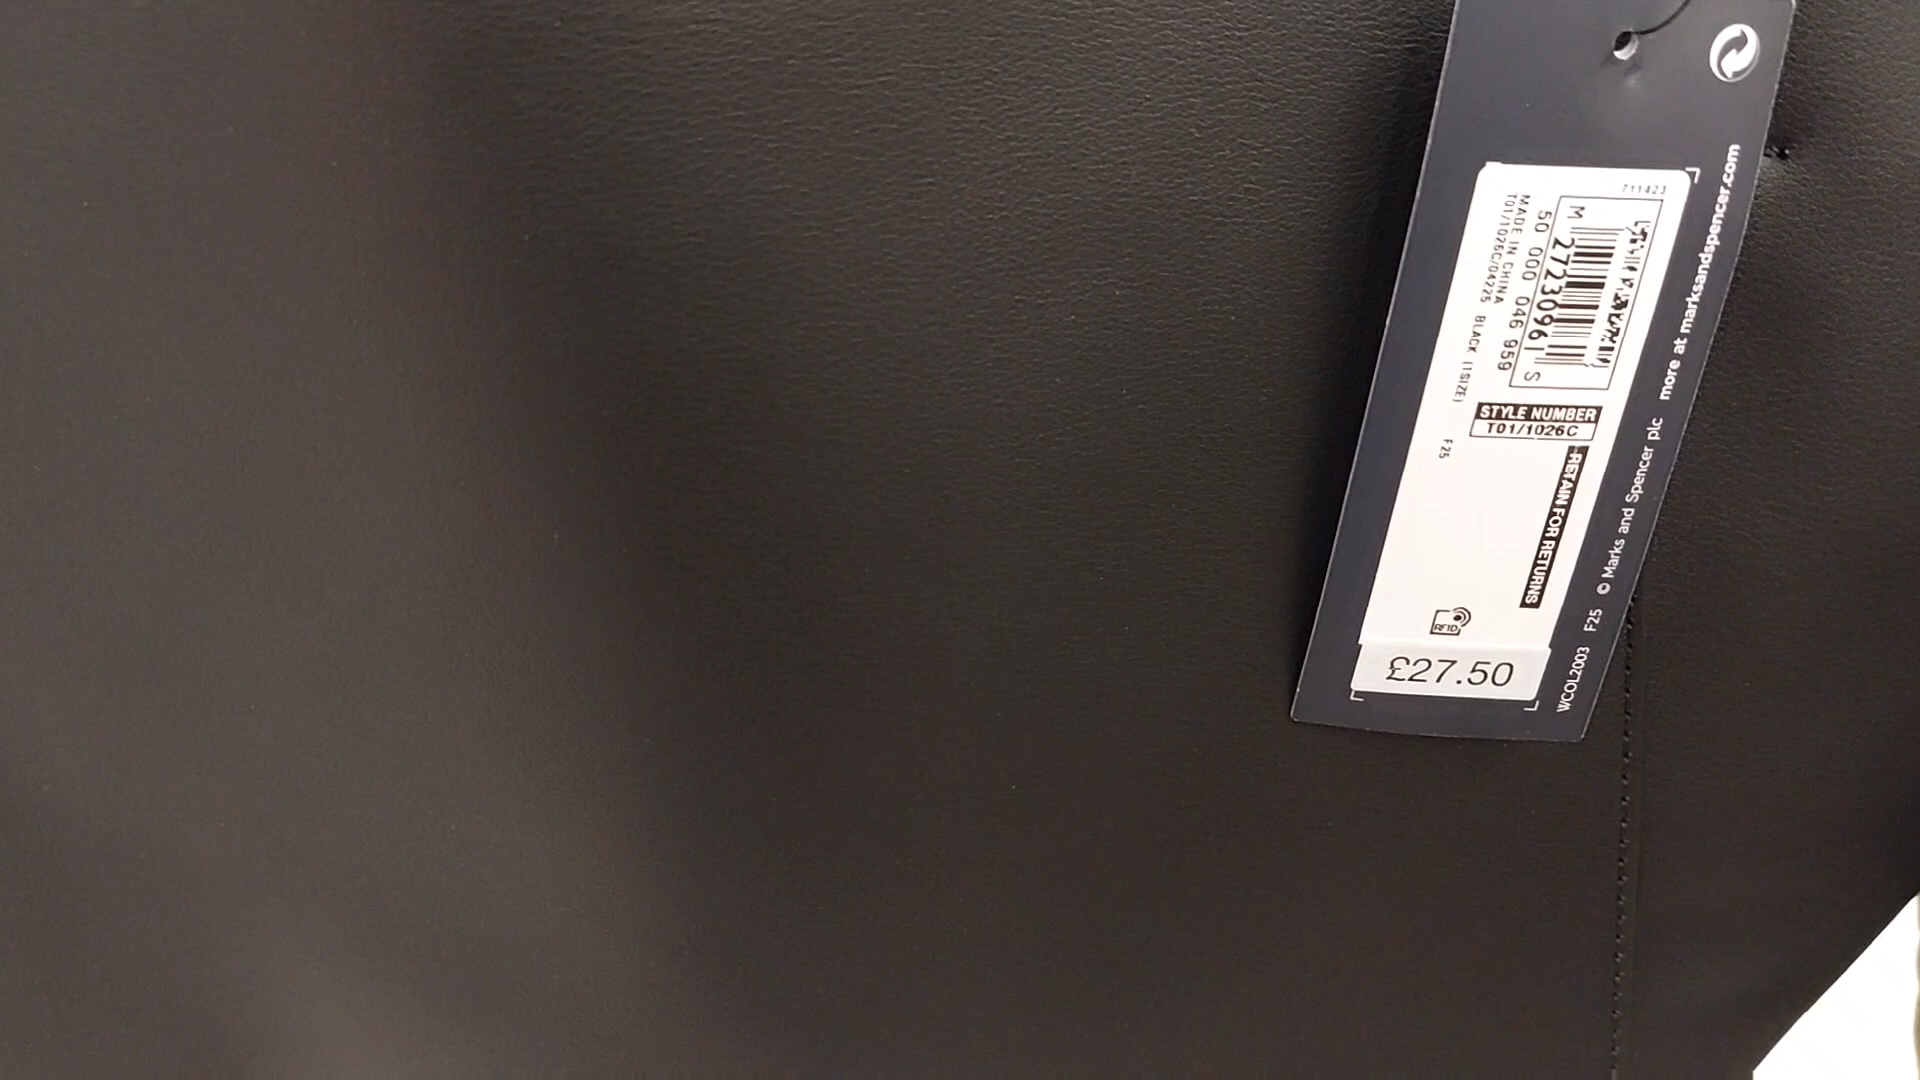 711423
M 27230961 S
50 000 046 959
MADE IN CHINA
T01/1026C/04225 BLACK (1SIZE) F25
STYLE NUMBER
T01/1026C
RETAIN FOR RETURNS
RFID
£27.50
WCOL2003 F25 © Marks and Spencer plc more at marksandspencer.com